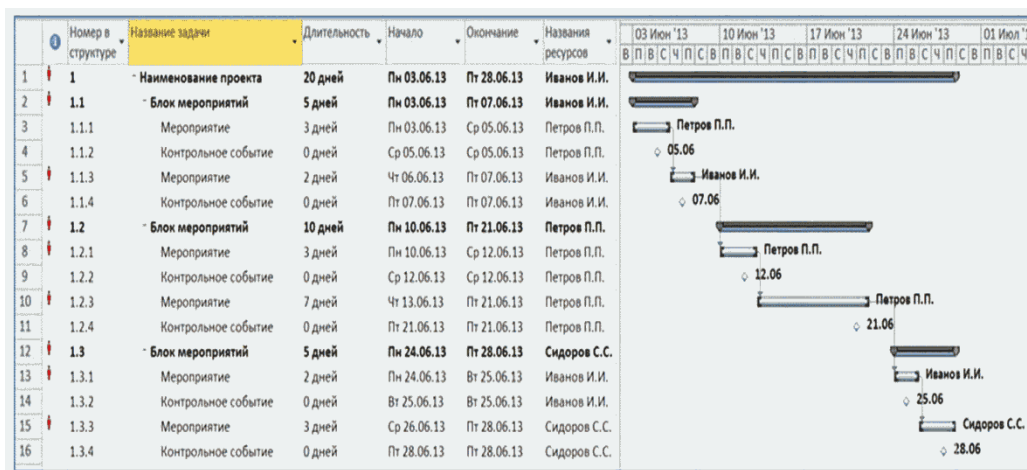 Номер в структуре Название задачи Длительность Начало Окончание Названия ресурсов 03 Июн '13 10 Июн '13 17 Июн '13 24 Июн '13 01 Июл '1
В П В С Ч П С В П В С Ч П С В П В С Ч П С В П В С Ч П С В П В С Ч
1 1 - Наименование проекта 20 дней Пн 03.06.13 Пт 28.06.13 Иванов И.И.
2 1.1 - Блок мероприятий 5 дней Пн 03.06.13 Пт 07.06.13 Иванов И.И.
3 1.1.1 Мероприятие 3 дней Пн 03.06.13 Ср 05.06.13 Петров П.П. Петров П.П.
4 1.1.2 Контрольное событие 0 дней Ср 05.06.13 Ср 05.06.13 Петров П.П. 05.06
5 1.1.3 Мероприятие 2 дней Чт 06.06.13 Пт 07.06.13 Иванов И.И. Иванов И.И.
6 1.1.4 Контрольное событие 0 дней Пт 07.06.13 Пт 07.06.13 Иванов И.И. 07.06
7 1.2 - Блок мероприятий 10 дней Пн 10.06.13 Пт 21.06.13 Петров П.П.
8 1.2.1 Мероприятие 3 дней Пн 10.06.13 Ср 12.06.13 Петров П.П. Петров П.П.
9 1.2.2 Контрольное событие 0 дней Ср 12.06.13 Ср 12.06.13 Петров П.П. 12.06
10 1.2.3 Мероприятие 7 дней Чт 13.06.13 Пт 21.06.13 Петров П.П. Петров П.П.
11 1.2.4 Контрольное событие 0 дней Пт 21.06.13 Пт 21.06.13 Петров П.П. 21.06
12 1.3 - Блок мероприятий 5 дней Пн 24.06.13 Пт 28.06.13 Сидоров С.С.
13 1.3.1 Мероприятие 2 дней Пн 24.06.13 Вт 25.06.13 Иванов И.И. Иванов И.И.
14 1.3.2 Контрольное событие 0 дней Вт 25.06.13 Вт 25.06.13 Иванов И.И. 25.06
15 1.3.3 Мероприятие 3 дней Ср 26.06.13 Пт 28.06.13 Сидоров С.С. Сидоров С.С.
16 1.3.4 Контрольное событие 0 дней Пт 28.06.13 Пт 28.06.13 Сидоров С.С. 28.06